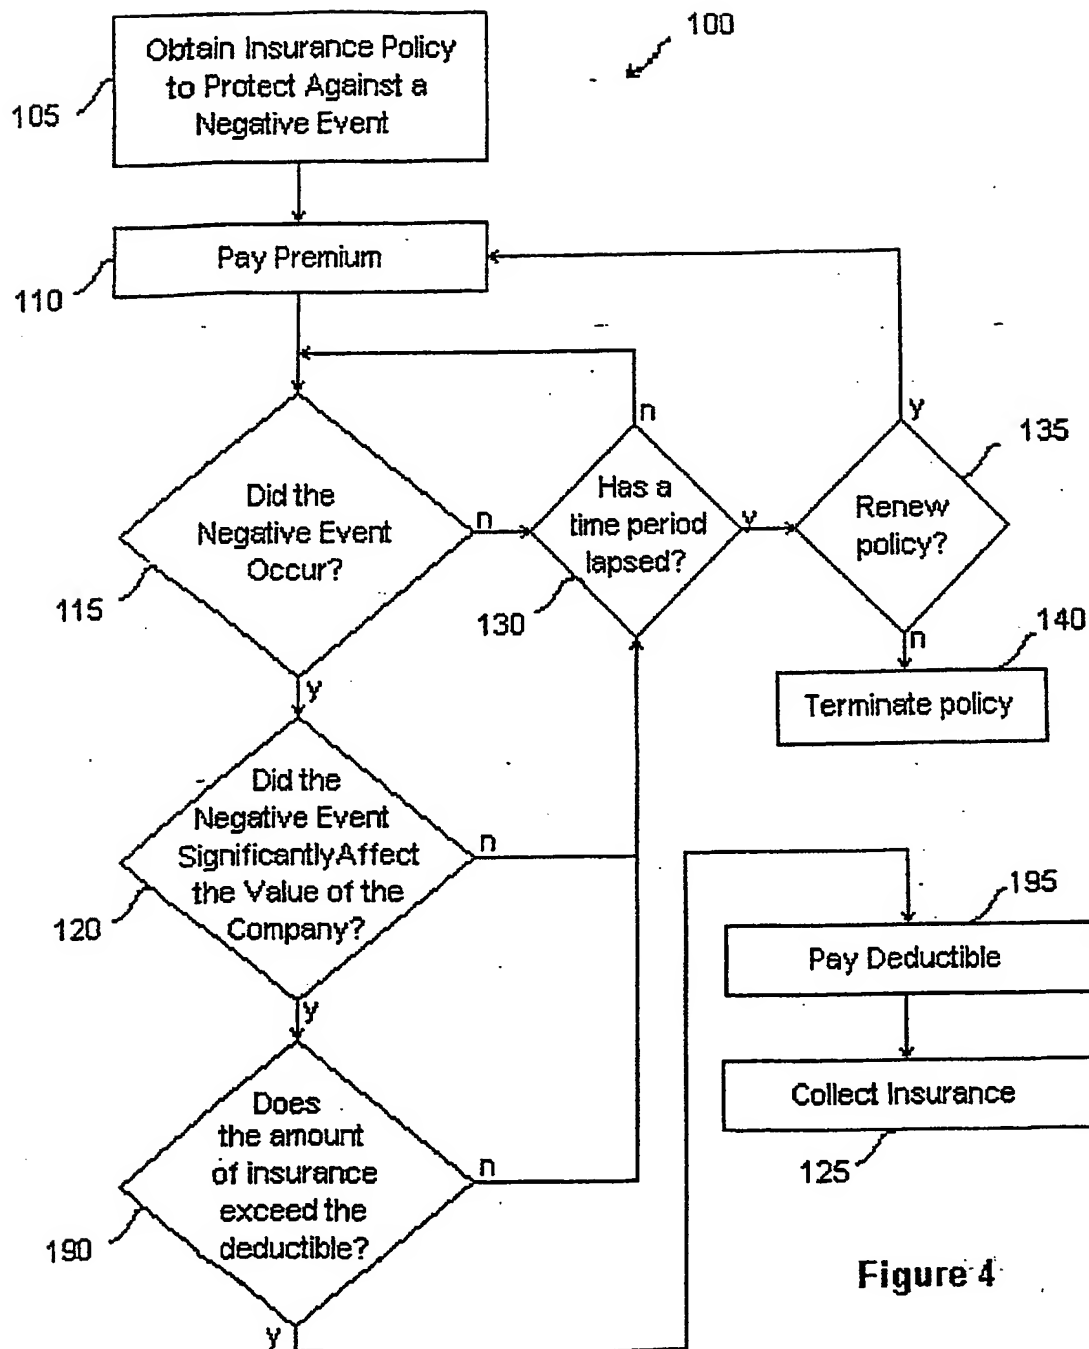 100
Obtain Insurance Policy
to Protect Against a
Negative Event
105
Pay Premium
110
n
y
135
Did the
Negative Event
Occur?
n
115
Has a
time period
lapsed?
y
130
Renew
policy?
n
140
Terminate policy
y
Did the
Negative Event
SignificantlyAffect
the Value of the
Company?
n
120
y
195
Pay Deductible
Collect Insurance
125
Does
the amount
of insurance
exceed the
deductible?
n
190
y
Figure 4